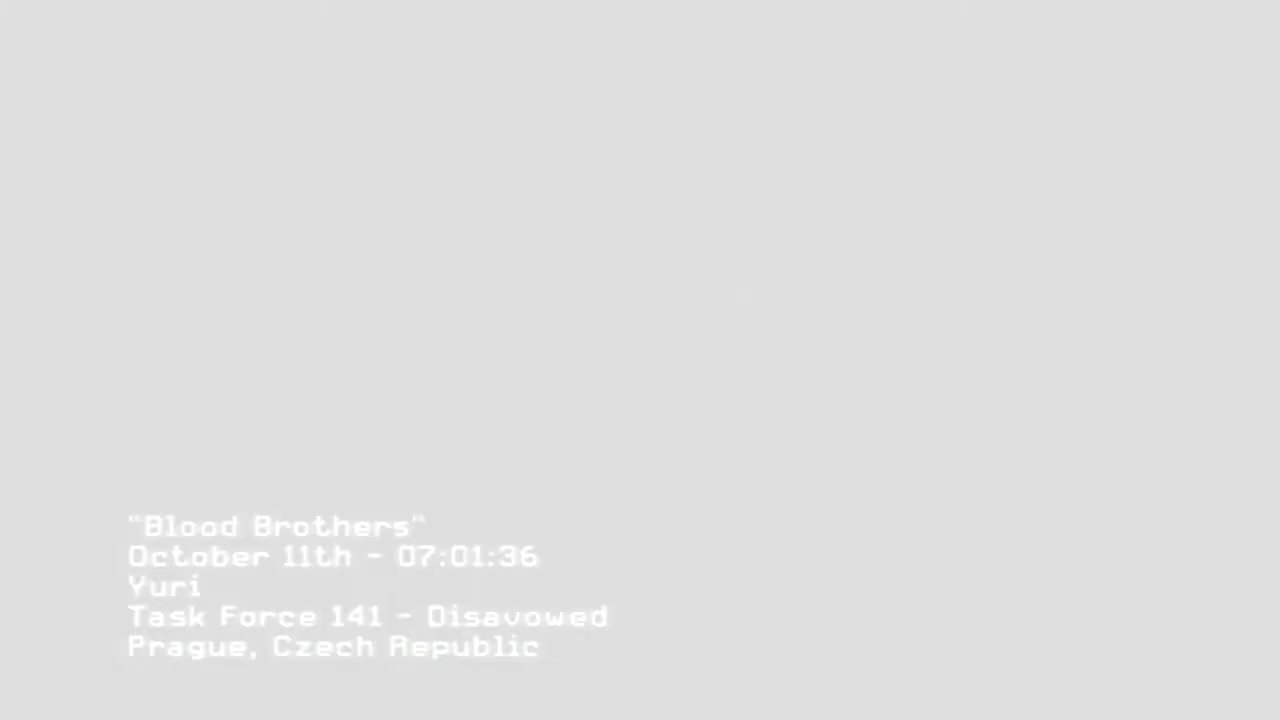 "Blood Brothers"
October 11th - 07:01:36
Yuri
Task Force 141 - Disavowed
Prague, Czech Republic